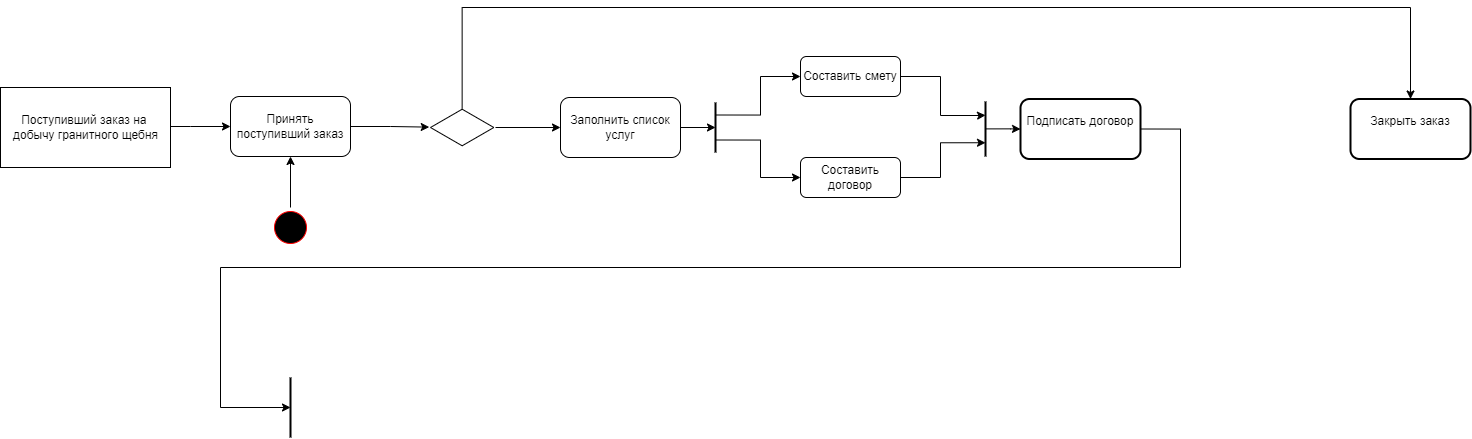 Поступивший заказ на
добычу гранитного щебня
Принять
поступивший заказ
Заполнить список
услуг
Составить смету
Составить
договор
Подписать договор
Закрыть заказ